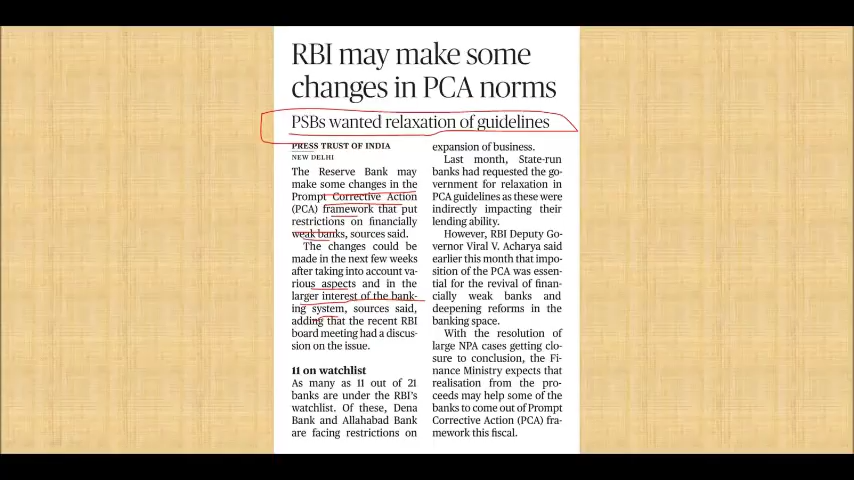 RBI may make some
changes in PCA norms
PSBs wanted relaxation of guidelines
PRESS TRUST OF INDIA
NEW DELHI
The Reserve Bank may
make some changes in the
Prompt Corrective Action
(PCA) framework that put
restrictions on financially
weak banks, sources said.
The changes could be
made in the next few weeks
after taking into account va-
rious aspects and in the
larger interest of the bank-
ing system, sources said,
adding that the recent RBI
board meeting had a discus-
sion on the issue.
11 on watchlist
As many as 11 out of 21
banks are under the RBI's
watchlist. Of these, Dena
Bank and Allahabad Bank
are facing restrictions on
expansion of business.
Last month, State-run
banks had requested the go-
vernment for relaxation in
PCA guidelines as these were
indirectly impacting their
lending ability.
However, RBI Deputy Go-
vernor Viral V. Acharya said
earlier this month that impo-
sition of the PCA was essen-
tial for the revival of finan-
cially weak banks and
deepening reforms in the
banking space.
With the resolution of
large NPA cases getting clo-
sure to conclusion, the Fi-
nance Ministry expects that
realisation from the pro-
ceeds may help some of the
banks to come out of Prompt
Corrective Action (PCA) fra-
mework this fiscal.